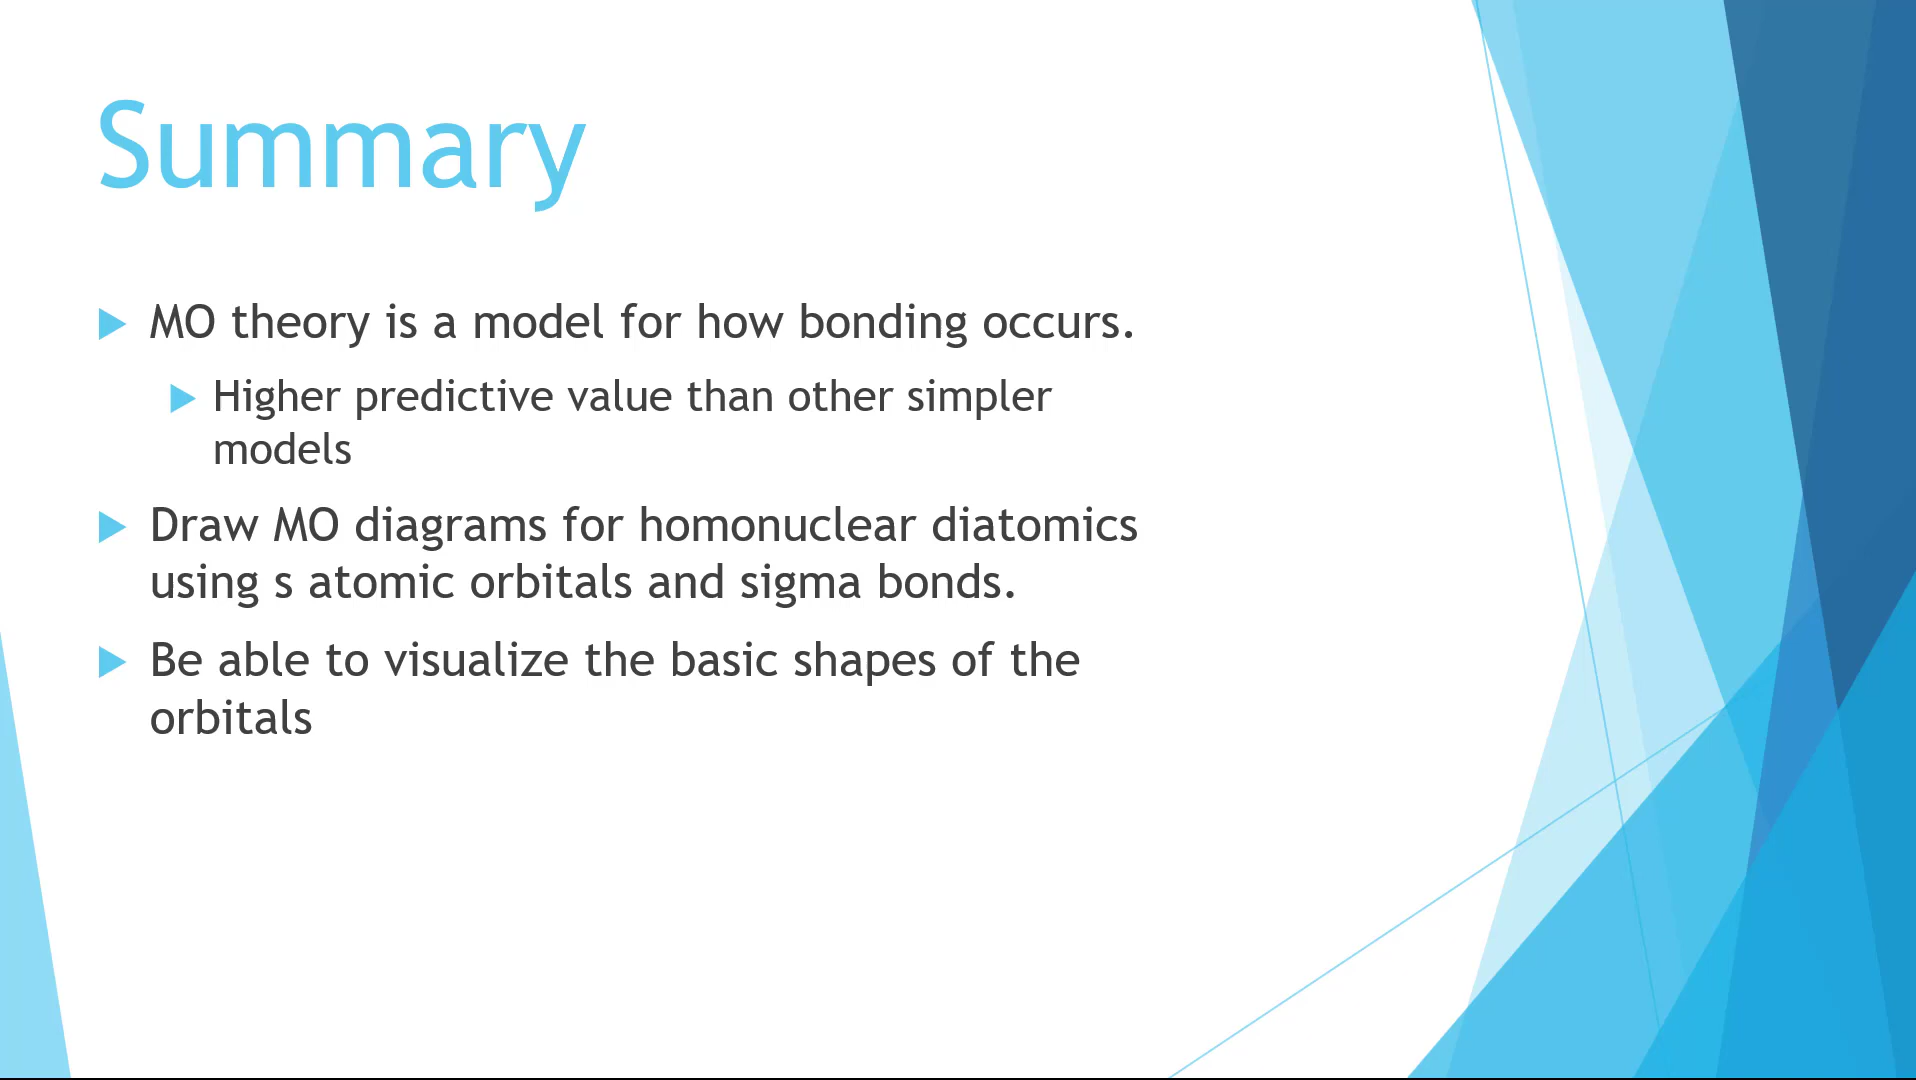 Summary
MO theory is a model for how bonding occurs.
Higher predictive value than other simpler
models
Draw MO diagrams for homonuclear diatomics
using s atomic orbitals and sigma bonds.
Be able to visualize the basic shapes of the
orbitals